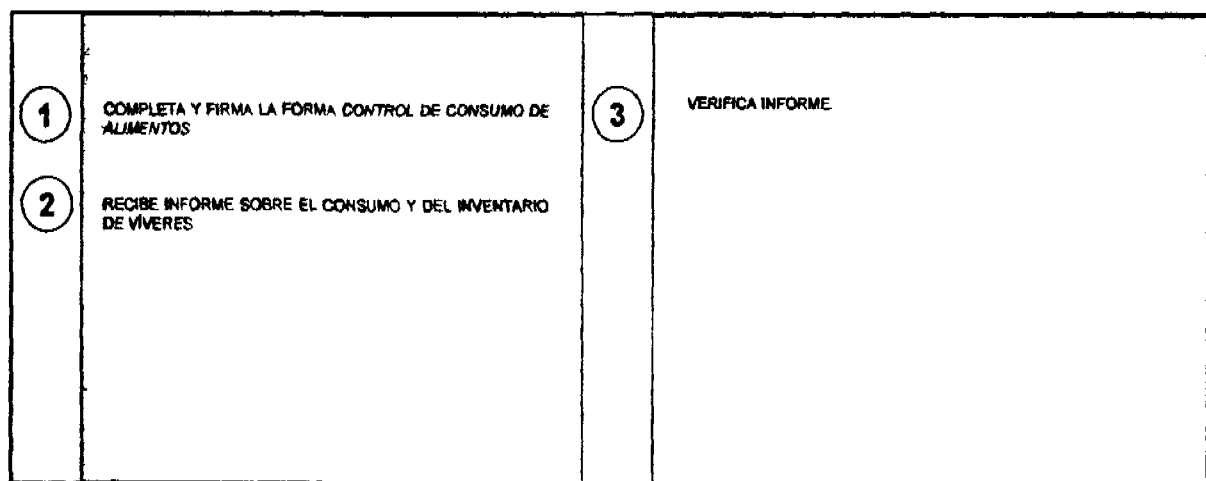 1
COMPLETA Y FIRMA LA FORMA CONTROL DE CONSUMO DE
ALIMENTOS
2
RECIBE INFORME SOBRE EL CONSUMO Y DEL INVENTARIO
DE VÍVERES
3
VERIFICA INFORME